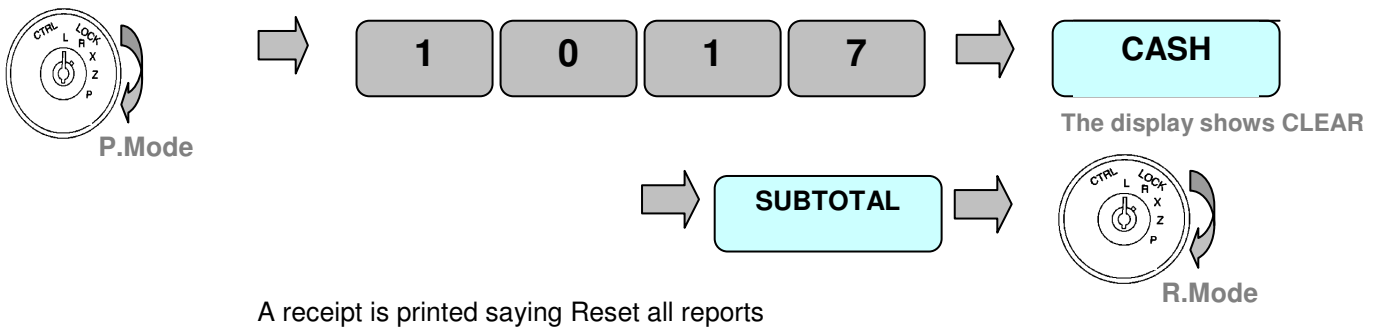 CTRL L LOCK R X Z P
P.Mode
1 0 1 7
CASH
The display shows CLEAR
SUBTOTAL
CTRL L LOCK R X Z P
R.Mode
A receipt is printed saying Reset all reports